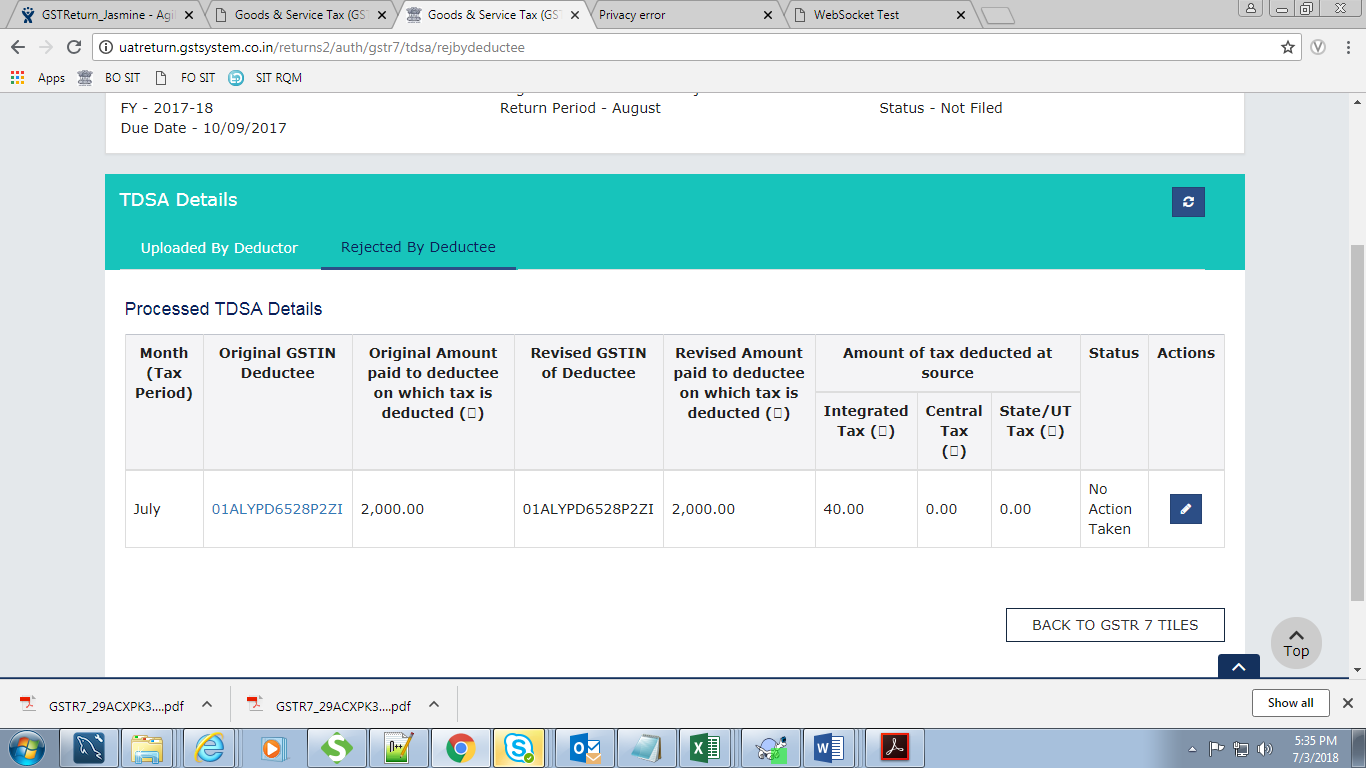 GSTReturn_Jasmine - Agi
Goods & Service Tax (GS
Goods & Service Tax (GS
Privacy error
WebSocket Test
uatreturn.gstsystem.co.in/returns2/auth/gstr7/tdsa/rejbydeductee
Apps BO SIT FO SIT SIT RQM
FY - 2017-18 Return Period - August Status - Not Filed
Due Date - 10/09/2017
TDSA Details
Uploaded By Deductor Rejected By Deductee
Processed TDSA Details
Month (Tax Period)
Original GSTIN Deductee
Original Amount paid to deductee on which tax is deducted (▯)
Revised GSTIN of Deductee
Revised Amount paid to deductee on which tax is deducted (▯)
Amount of tax deducted at source
Integrated Tax (▯)
Central Tax (▯)
State/UT Tax (▯)
Status
Actions
July 01ALYPD6528P2ZI 2,000.00 01ALYPD6528P2ZI 2,000.00 40.00 0.00 0.00 No Action Taken
BACK TO GSTR 7 TILES
Top
GSTR7_29ACXPK3....pdf
GSTR7_29ACXPK3....pdf
Show all
5:35 PM
7/3/2018